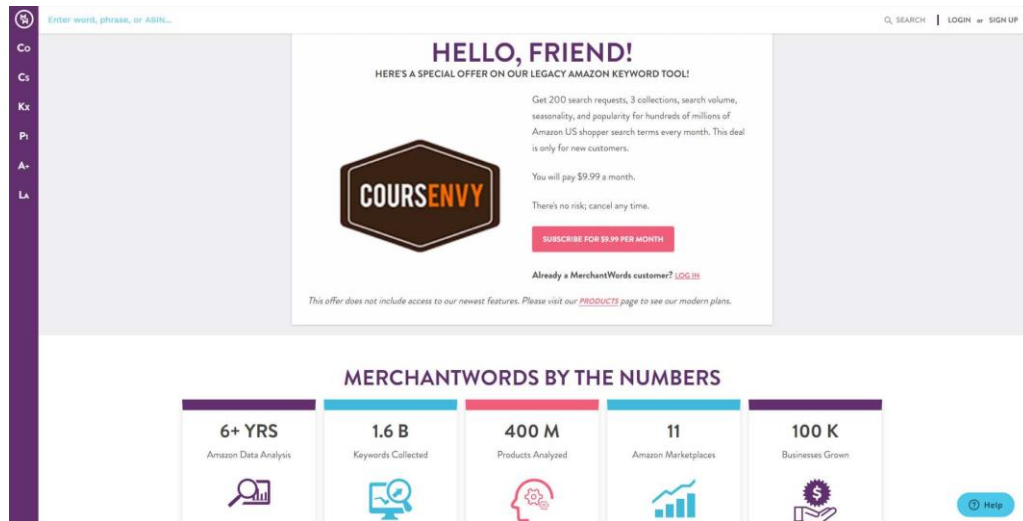 Enter word, phrase, or ASIN...
SEARCH
LOGIN or SIGN UP
Co
Cs
Kx
P1
A+
LA
HELLO, FRIEND!
HERE'S A SPECIAL OFFER ON OUR LEGACY AMAZON KEYWORD TOOL!
COURSENVY
Get 200 search requests, 3 collections, search volume,
seasonality, and popularity for hundreds of millions of
Amazon US shopper search terms every month. This deal
is only for new customers.
You will pay $9.99 a month.
There's no risk; cancel any time.
SUBSCRIBE FOR $9.99 PER MONTH
Already a MerchantWords customer? LOG IN
This offer does not include access to our newest features. Please visit our PRODUCTS page to see our modern plans.
MERCHANTWORDS BY THE NUMBERS
6+ YRS
Amazon Data Analysis
1.6 B
Keywords Collected
400 M
Products Analyzed
11
Amazon Marketplaces
100 K
Businesses Grown
Help